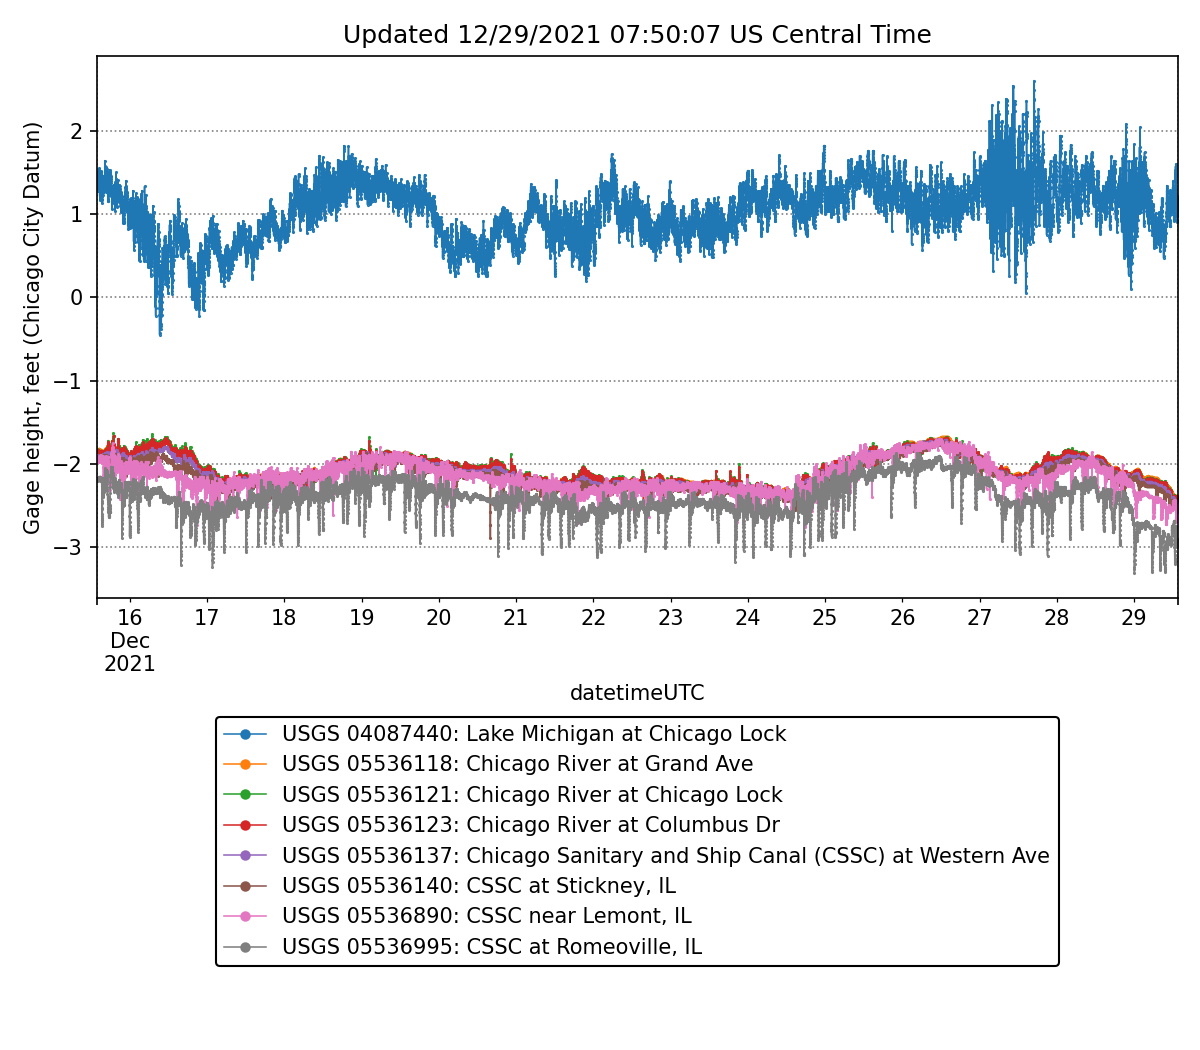 Updated 12/29/2021 07:50:07 US Central Time
Gage height, feet (Chicago City Datum)
2
1
0
−1
−2
−3
16 17 18 19 20 21 22 23 24 25 26 27 28 29
Dec
2021
datetimeUTC
USGS 04087440: Lake Michigan at Chicago Lock
USGS 05536118: Chicago River at Grand Ave
USGS 05536121: Chicago River at Chicago Lock
USGS 05536123: Chicago River at Columbus Dr
USGS 05536137: Chicago Sanitary and Ship Canal (CSSC) at Western Ave
USGS 05536140: CSSC at Stickney, IL
USGS 05536890: CSSC near Lemont, IL
USGS 05536995: CSSC at Romeoville, IL